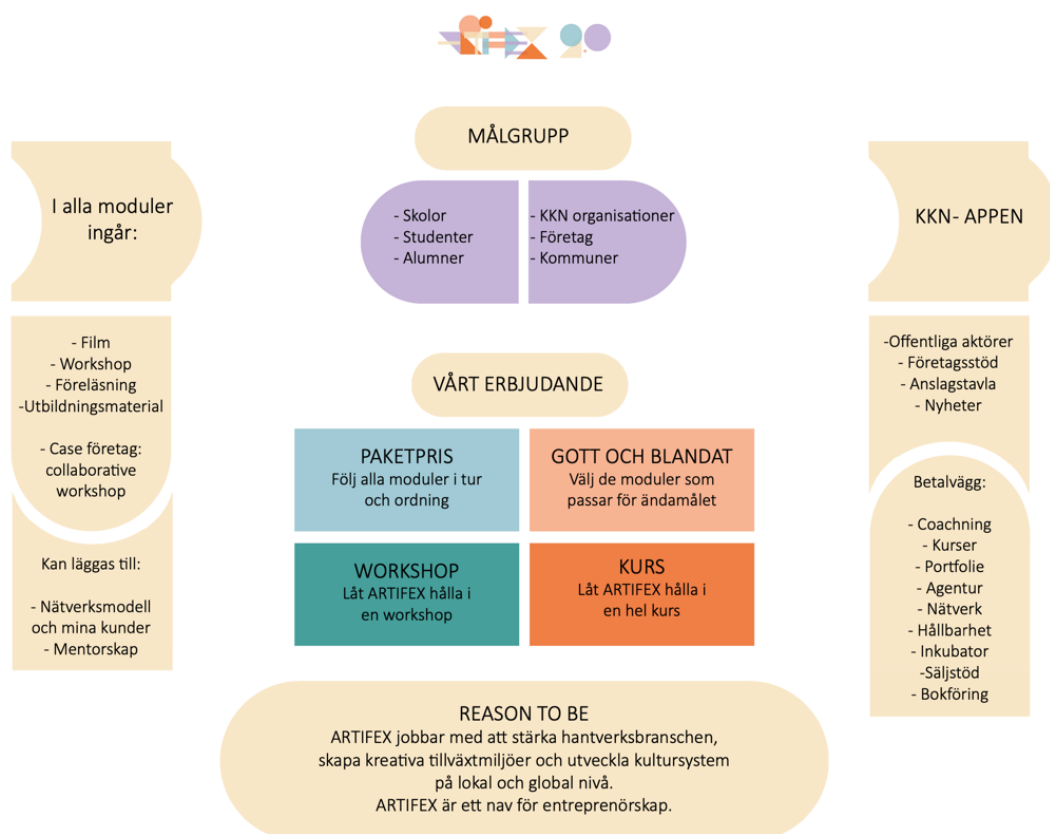 ARTIFEX 2.0
MÅLGRUPP
- Skolor
- Studenter
- Alumner
- KKN organisationer
- Företag
- Kommuner
I alla moduler
ingår:
- Film
- Workshop
- Föreläsning
-Utbildningsmaterial
- Case företag:
collaborative
workshop
Kan läggas till:
- Nätverksmodell
och mina kunder
- Mentorskap
VÅRT ERBJUDANDE
PAKETPRIS
Följ alla moduler i tur
och ordning
GOTT OCH BLANDAT
Välj de moduler som
passar för ändamålet
WORKSHOP
Låt ARTIFEX hålla i
en workshop
KURS
Låt ARTIFEX hålla i
en hel kurs
KKN- APPEN
-Offentliga aktörer
- Företagsstöd
- Anslagstavla
- Nyheter
Betalvägg:
- Coachning
- Kurser
- Portfolie
- Agentur
- Nätverk
- Hållbarhet
- Inkubator
-Säljstöd
- Bokföring
REASON TO BE
ARTIFEX jobbar med att stärka hantverksbranschen,
skapa kreativa tillväxtmiljöer och utveckla kultursystem
på lokal och global nivå.
ARTIFEX är ett nav för entreprenörskap.